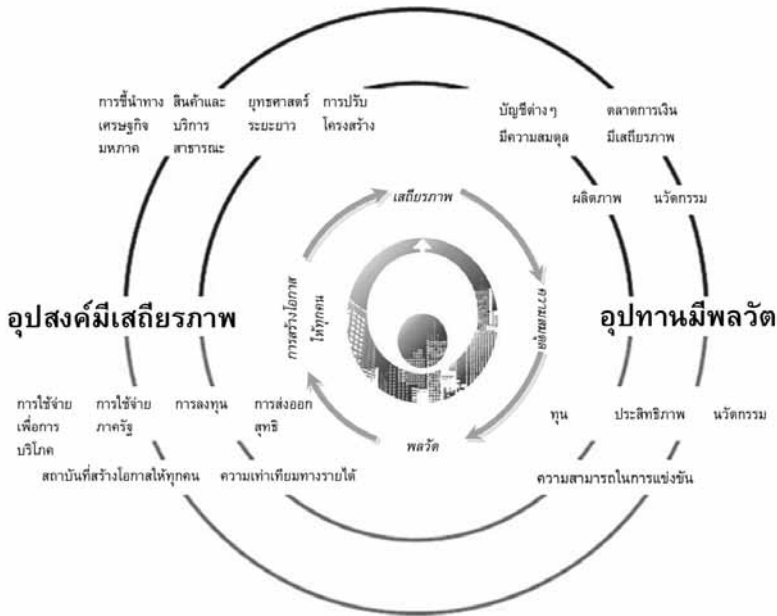 การชี้นำทาง
เศรษฐกิจ
มหภาค
สินค้าและ
บริการ
สาธารณะ
ยุทธศาสตร์
ระยะยาว
การปรับ
โครงสร้าง
บัญชีต่างๆ
มีความสมดุล
ตลาดการเงิน
มีเสถียรภาพ
ผลิตภาพ
นวัตกรรม
เสถียรภาพ
การสร้างโอกาส
ให้ทุกคน
ความสมดุล
พลวัต
อุปสงค์มีเสถียรภาพ
อุปทานมีพลวัต
การใช้จ่าย
เพื่อการ
บริโภค
การใช้จ่าย
ภาครัฐ
การลงทุน
การส่งออก
สุทธิ
ทุน
ประสิทธิภาพ
นวัตกรรม
สถาบันที่สร้างโอกาสให้ทุกคน
ความเท่าเทียมทางรายได้
ความสามารถในการแข่งขัน